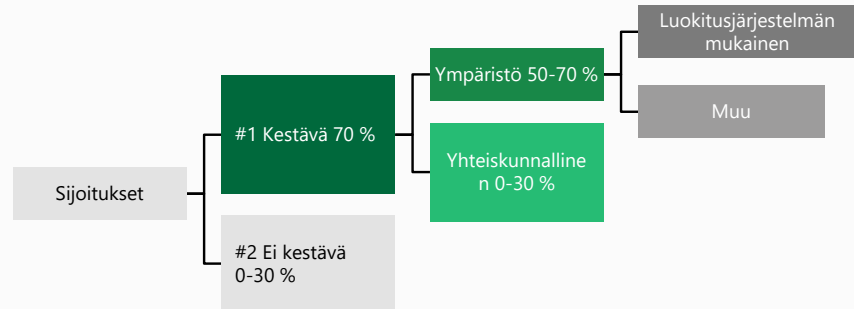 Sijoitukset
#1 Kestävä 70 %
#2 Ei kestävä
0-30 %
Ympäristö 50-70 %
Yhteiskunnalline
n 0-30 %
Luokitusjärjestelmän
mukainen
Muu